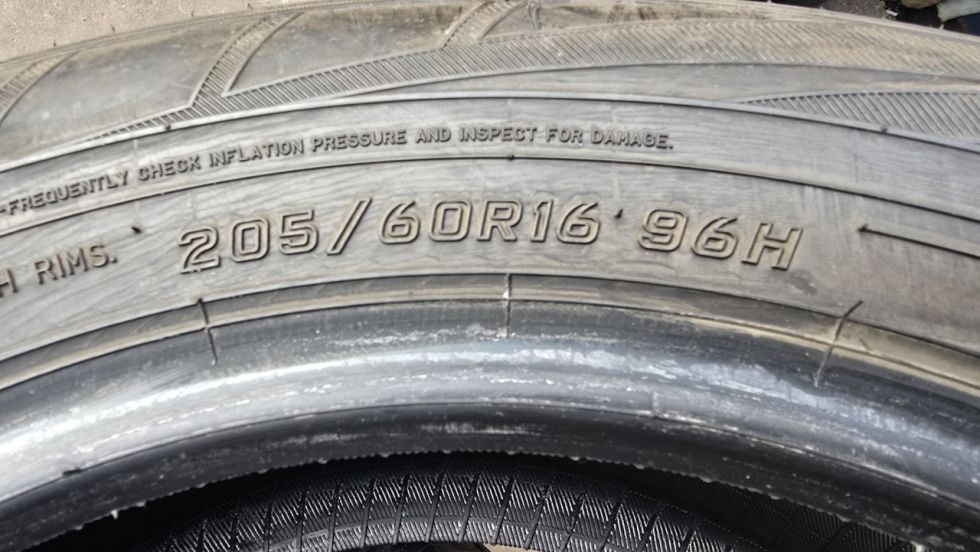 -FREQUENTLY CHECK INFLATION PRESSURE AND INSPECT FOR DAMAGE.
H RIMS.
205/60R16 96H